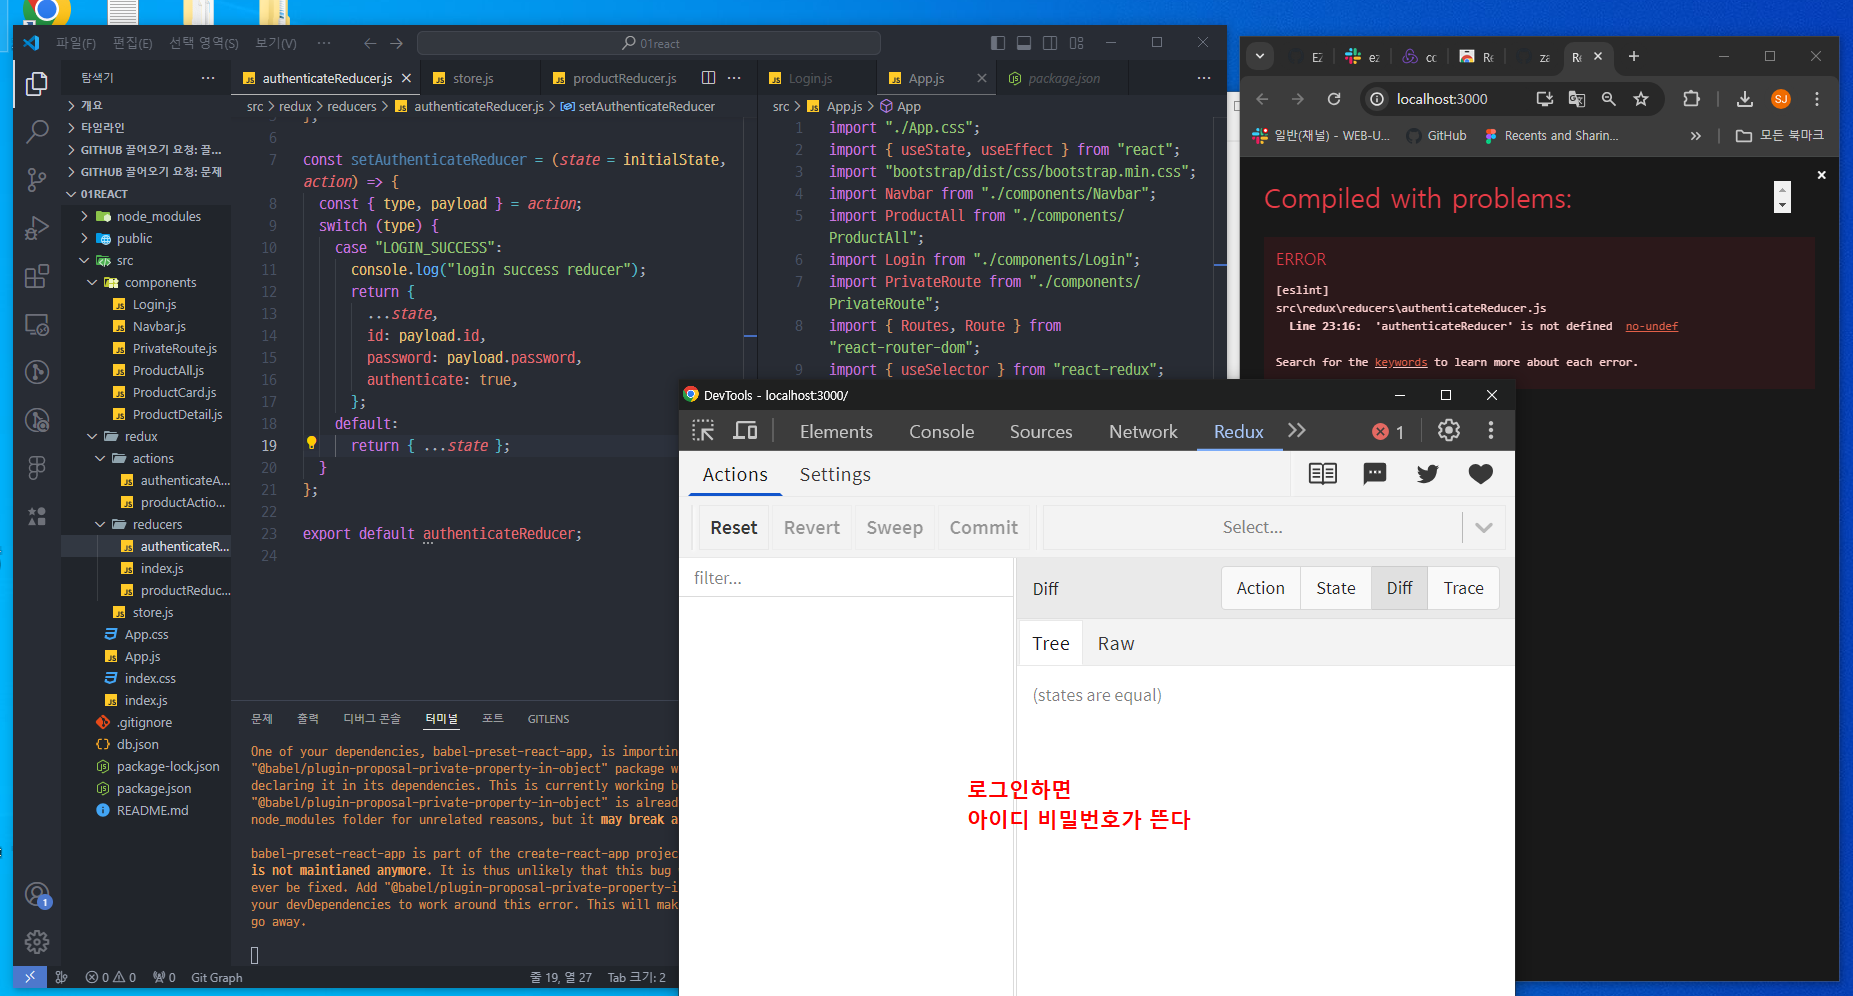 파일(F) 편집(E) 선택 영역(S) 보기(V) ··· 01react
탐색기 ···
개요
타임라인
GITHUB 끌어오기 요청: 끌...
GITHUB 끌어오기 요청: 문제
01REACT
node_modules
public
src
components
Login.js
Navbar.js
PrivateRoute.js
ProductAll.js
ProductCard.js
ProductDetail.js
redux
actions
authenticateA...
productActio...
reducers
authenticateR...
index.js
productReduc...
store.js
App.css
App.js
index.css
index.js
.gitignore
db.json
package-lock.json
package.json
README.md
authenticateReducer.js store.js productReducer.js
src > redux > reducers > authenticateReducer.js > setAuthenticateReducer
6
7 const setAuthenticateReducer = (state = initialState,
action) => {
8 const { type, payload } = action;
9 switch (type) {
10 case "LOGIN_SUCCESS":
11 console.log("login success reducer");
12 return {
13 ...state,
14 id: payload.id,
15 password: payload.password,
16 authenticate: true,
17 };
18 default:
19 return { ...state };
20 }
21 };
22
23 export default authenticateReducer;
24
문제 출력 디버그 콘솔 터미널 포트 GITLENS
One of your dependencies, babel-preset-react-app, is importin
"@babel/plugin-proposal-private-property-in-object" package w
declaring it in its dependencies. This is currently working b
"@babel/plugin-proposal-private-property-in-object" is alread
node_modules folder for unrelated reasons, but it may break a
babel-preset-react-app is part of the create-react-app projec
is not maintianed anymore. It is thus unlikely that this bug
ever be fixed. Add "@babel/plugin-proposal-private-property-i
your devDependencies to work around this error. This will mak
go away.
0 0 0 Git Graph 줄 19, 열 27 Tab 크기: 2
Login.js App.js package.json
src > App.js > App
1 import "./App.css";
2 import { useState, useEffect } from "react";
3 import "bootstrap/dist/css/bootstrap.min.css";
4 import Navbar from "./components/Navbar";
5 import ProductAll from "./components/
ProductAll";
6 import Login from "./components/Login";
7 import PrivateRoute from "./components/
PrivateRoute";
8 import { Routes, Route } from
"react-router-dom";
9 import { useSelector } from "react-redux";
DevTools - localhost:3000/
Elements Console Sources Network Redux 1
Actions Settings
Reset Revert Sweep Commit Select...
filter...
Diff Action State Diff Trace
Tree Raw
(states are equal)
로그인하면
아이디 비밀번호가 뜬다
localhost:3000 SJ
일반(채널) - WEB-U... GitHub Recents and Sharin... 모든 북마크
Compiled with problems:
ERROR
[eslint]
src\redux\reducers\authenticateReducer.js
Line 23:16: 'authenticateReducer' is not defined no-undef
Search for the keywords to learn more about each error.